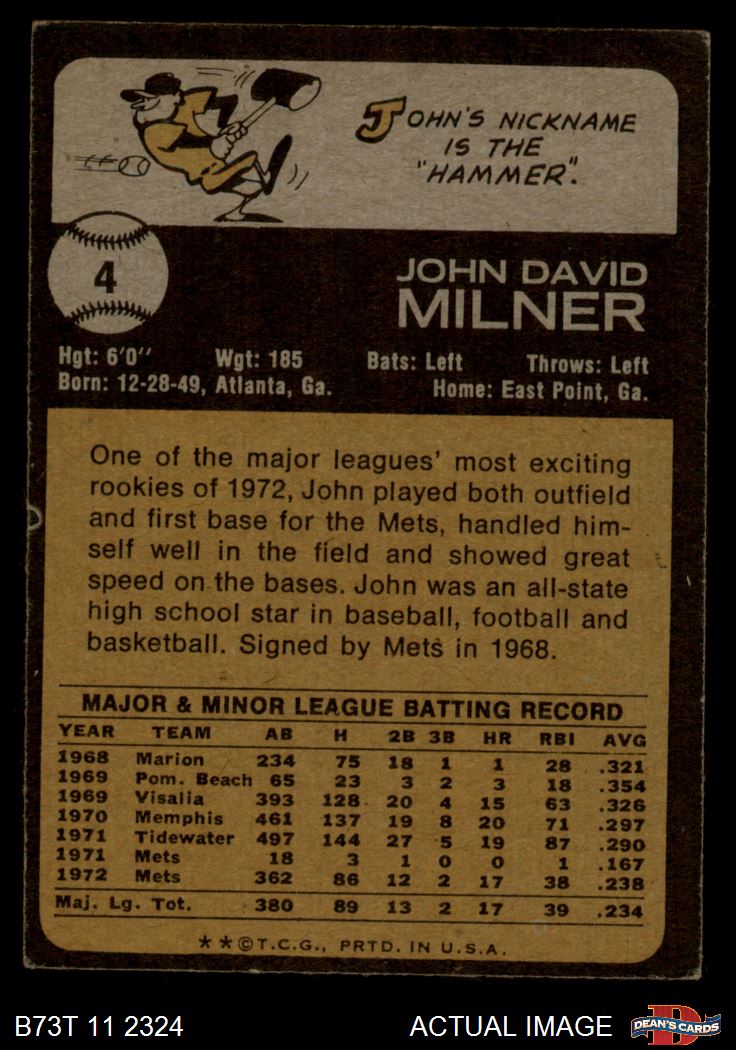 JOHN'S NICKNAME
IS THE
"HAMMER".
4
JOHN DAVID
MILNER
Hgt: 6'0" Wgt: 185 Bats: Left Throws: Left
Born: 12-28-49, Atlanta, Ga. Home: East Point, Ga.
One of the major leagues' most exciting
rookies of 1972, John played both outfield
and first base for the Mets, handled him-
self well in the field and showed great
speed on the bases. John was an all-state
high school star in baseball, football and
basketball. Signed by Mets in 1968.
MAJOR & MINOR LEAGUE BATTING RECORD
YEAR TEAM AB H 2B 3B HR RBI AVG
1968 Marion 234 75 18 1 1 28 .321
1969 Pom. Beach 65 23 3 2 3 18 .354
1969 Visalia 393 128 20 4 15 63 .326
1970 Memphis 461 137 19 8 20 71 .297
1971 Tidewater 497 144 27 5 19 87 .290
1971 Mets 18 3 1 0 0 1 .167
1972 Mets 362 86 12 2 17 38 .238
Maj. Lg. Tot. 380 89 13 2 17 39 .234
**©T.C.G., PRTD. IN U.S.A.
B73T 11 2324 ACTUAL IMAGE DEAN'S CARDS